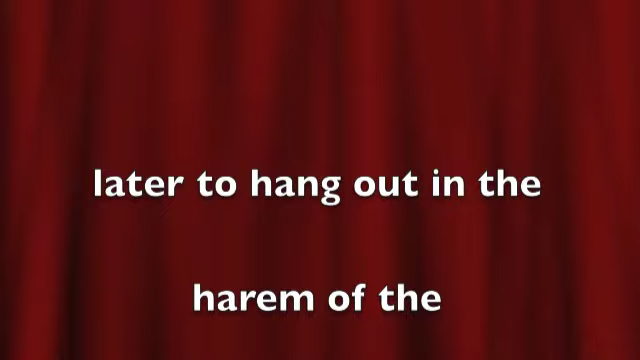 later to hang out in the
harem of the